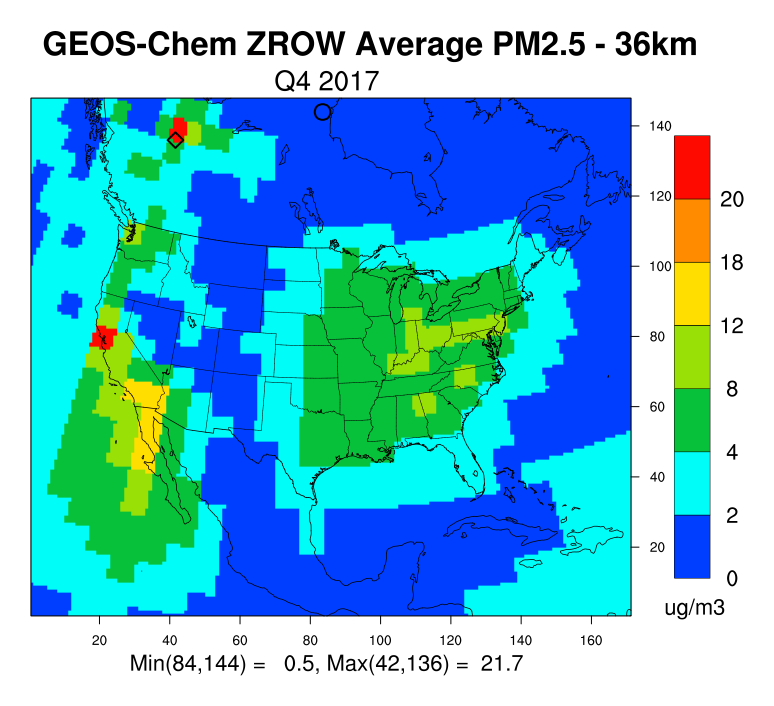 GEOS-Chem ZROW Average PM2.5 - 36km
Q4 2017
140
120
100
80
60
40
20
20
18
12
8
4
2
0
ug/m3
20 40 60 80 100 120 140 160
Min(84,144) = 0.5, Max(42,136) = 21.7